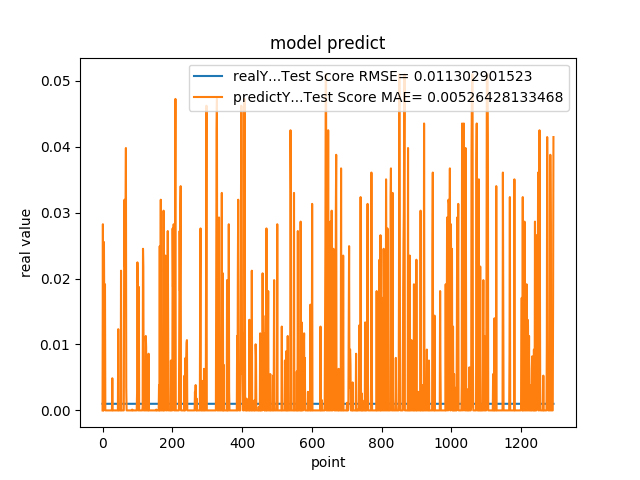 model predict
realY...Test Score RMSE= 0.011302901523
predictY...Test Score MAE= 0.00526428133468
0.05
0.04
0.03
0.02
0.01
0.00
real value
0 200 400 600 800 1000 1200
point